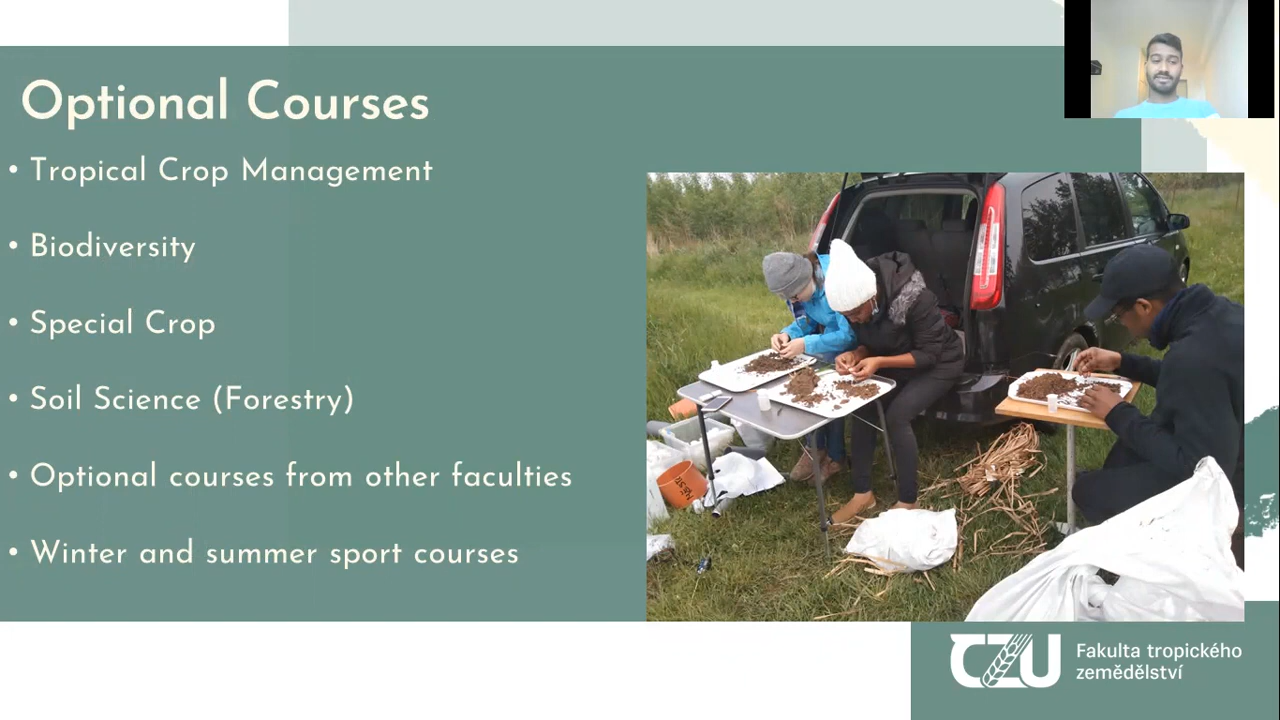 Optional Courses
• Tropical Crop Management
• Biodiversity
• Special Crop
• Soil Science (Forestry)
• Optional courses from other faculties
• Winter and summer sport courses
CZU
Fakulta tropického
zemědělství